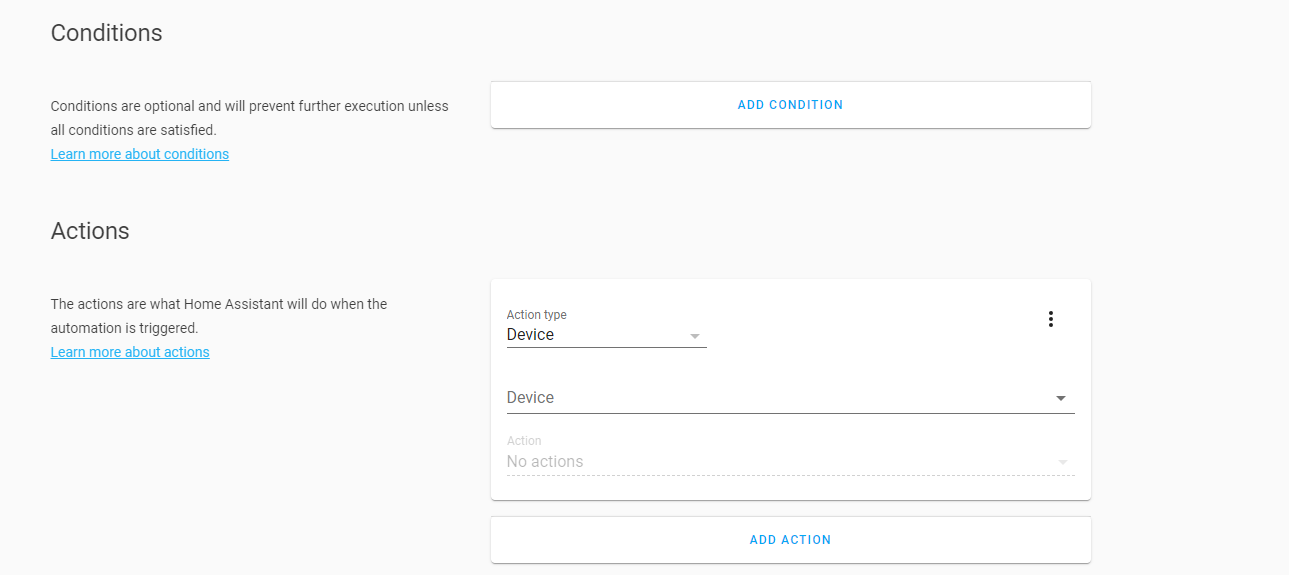 Conditions
Conditions are optional and will prevent further execution unless
all conditions are satisfied.
Learn more about conditions
ADD CONDITION
Actions
The actions are what Home Assistant will do when the
automation is triggered.
Learn more about actions
Action type
Device
Device
Action
No actions
ADD ACTION